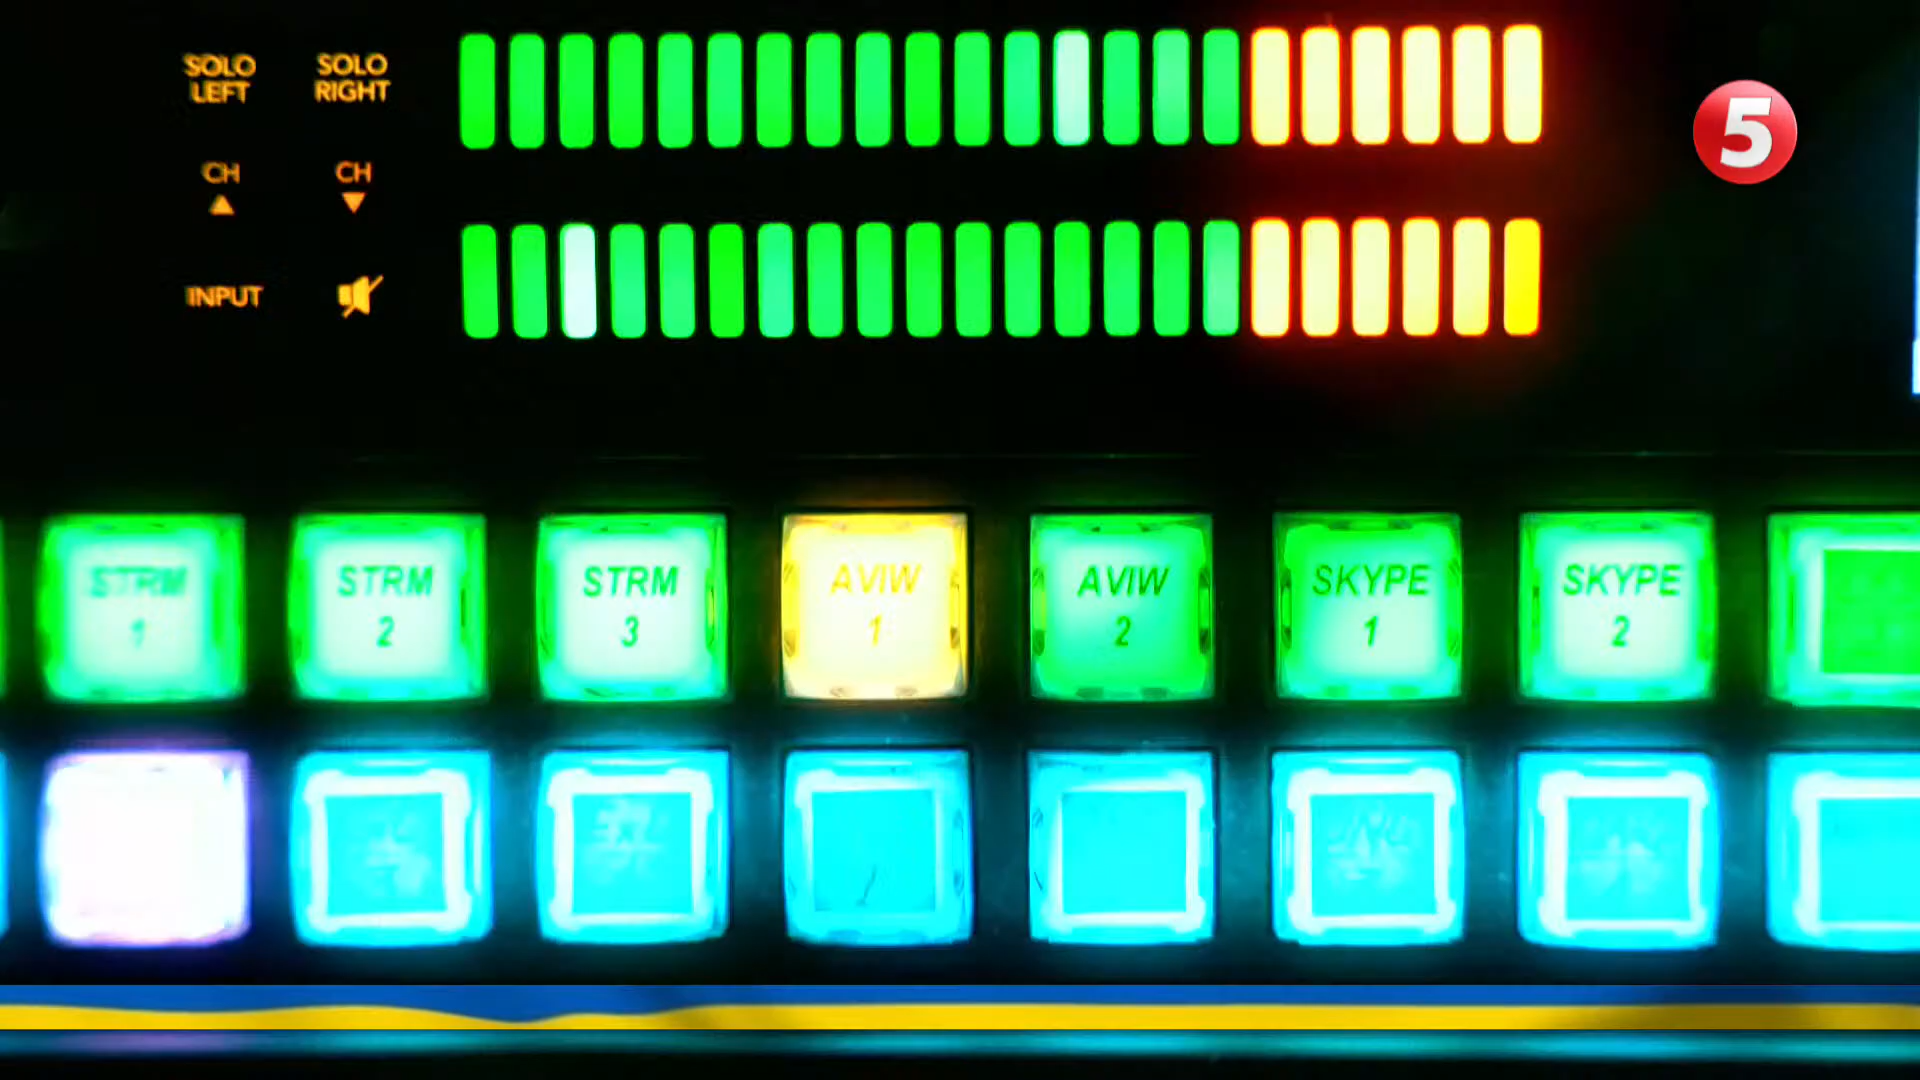 SOLO LEFT
SOLO RIGHT
CH
CH
INPUT
5
STRM 1
STRM 2
STRM 3
AVIW 1
AVIW 2
SKYPE 1
SKYPE 2